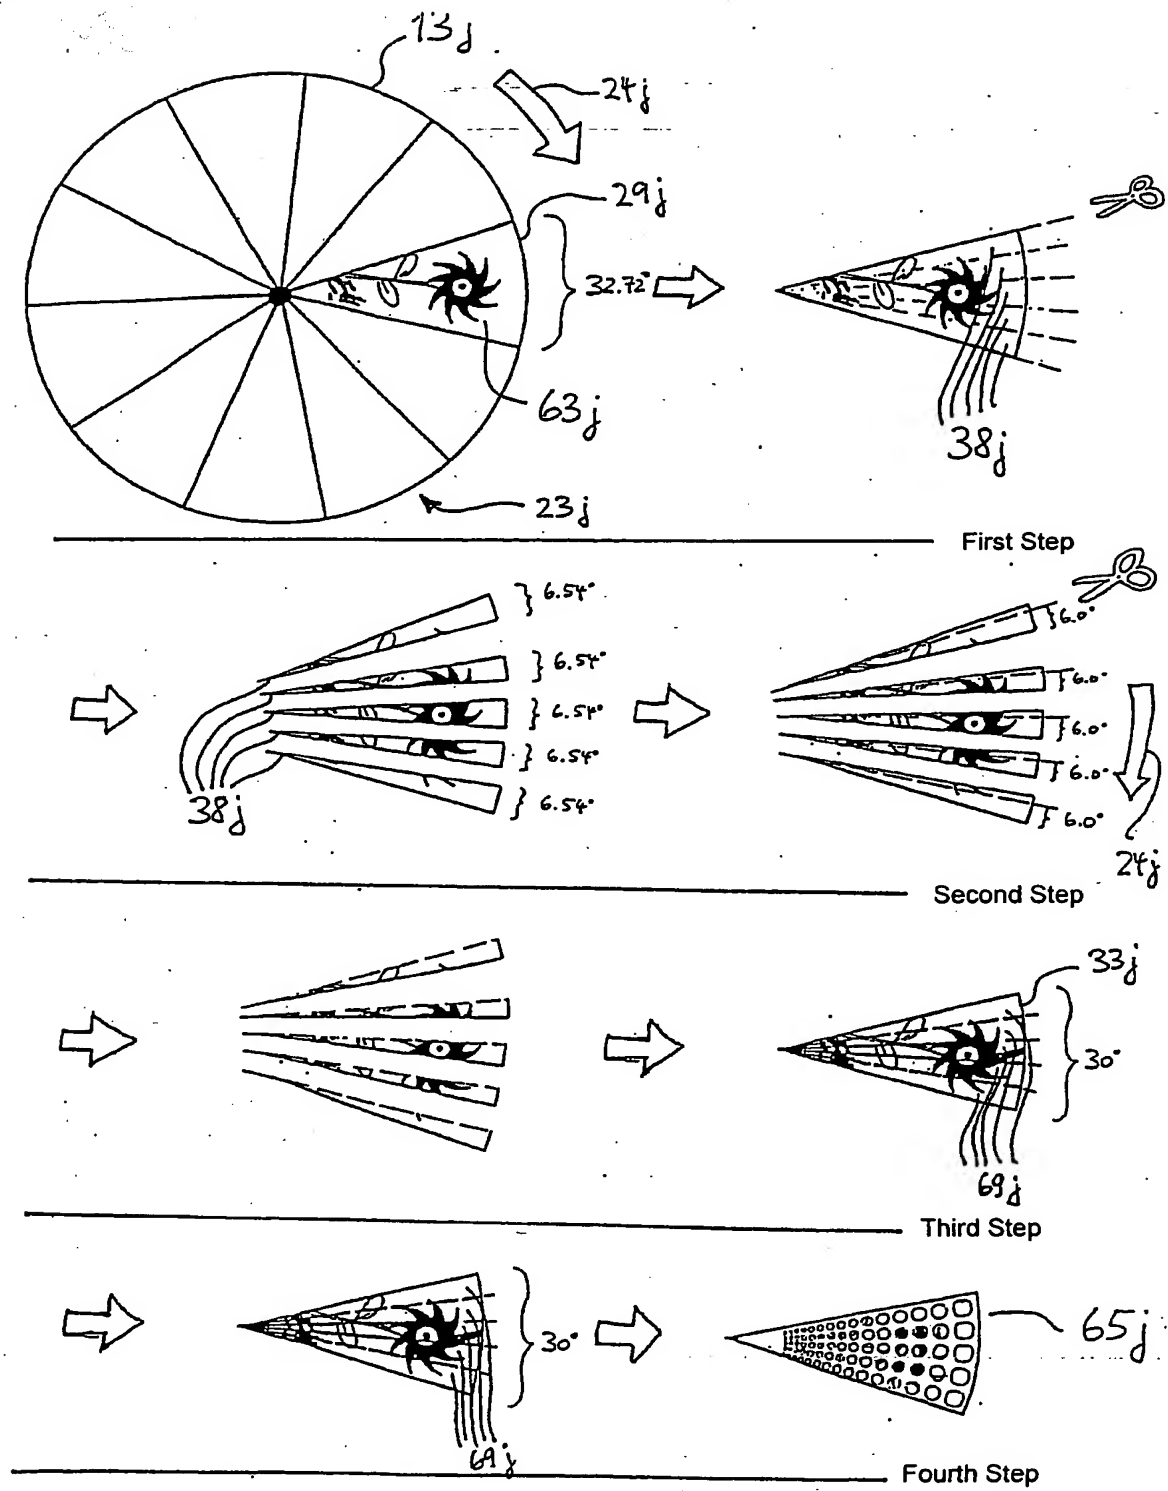 13j
24j
29j
32.72°
63j
38j
23j
First Step
6.54°
6.54°
6.54°
6.54°
6.54°
38j
6.0°
6.0°
6.0°
6.0°
6.0°
24j
Second Step
33j
30°
69j
Third Step
30°
65j
69j
Fourth Step